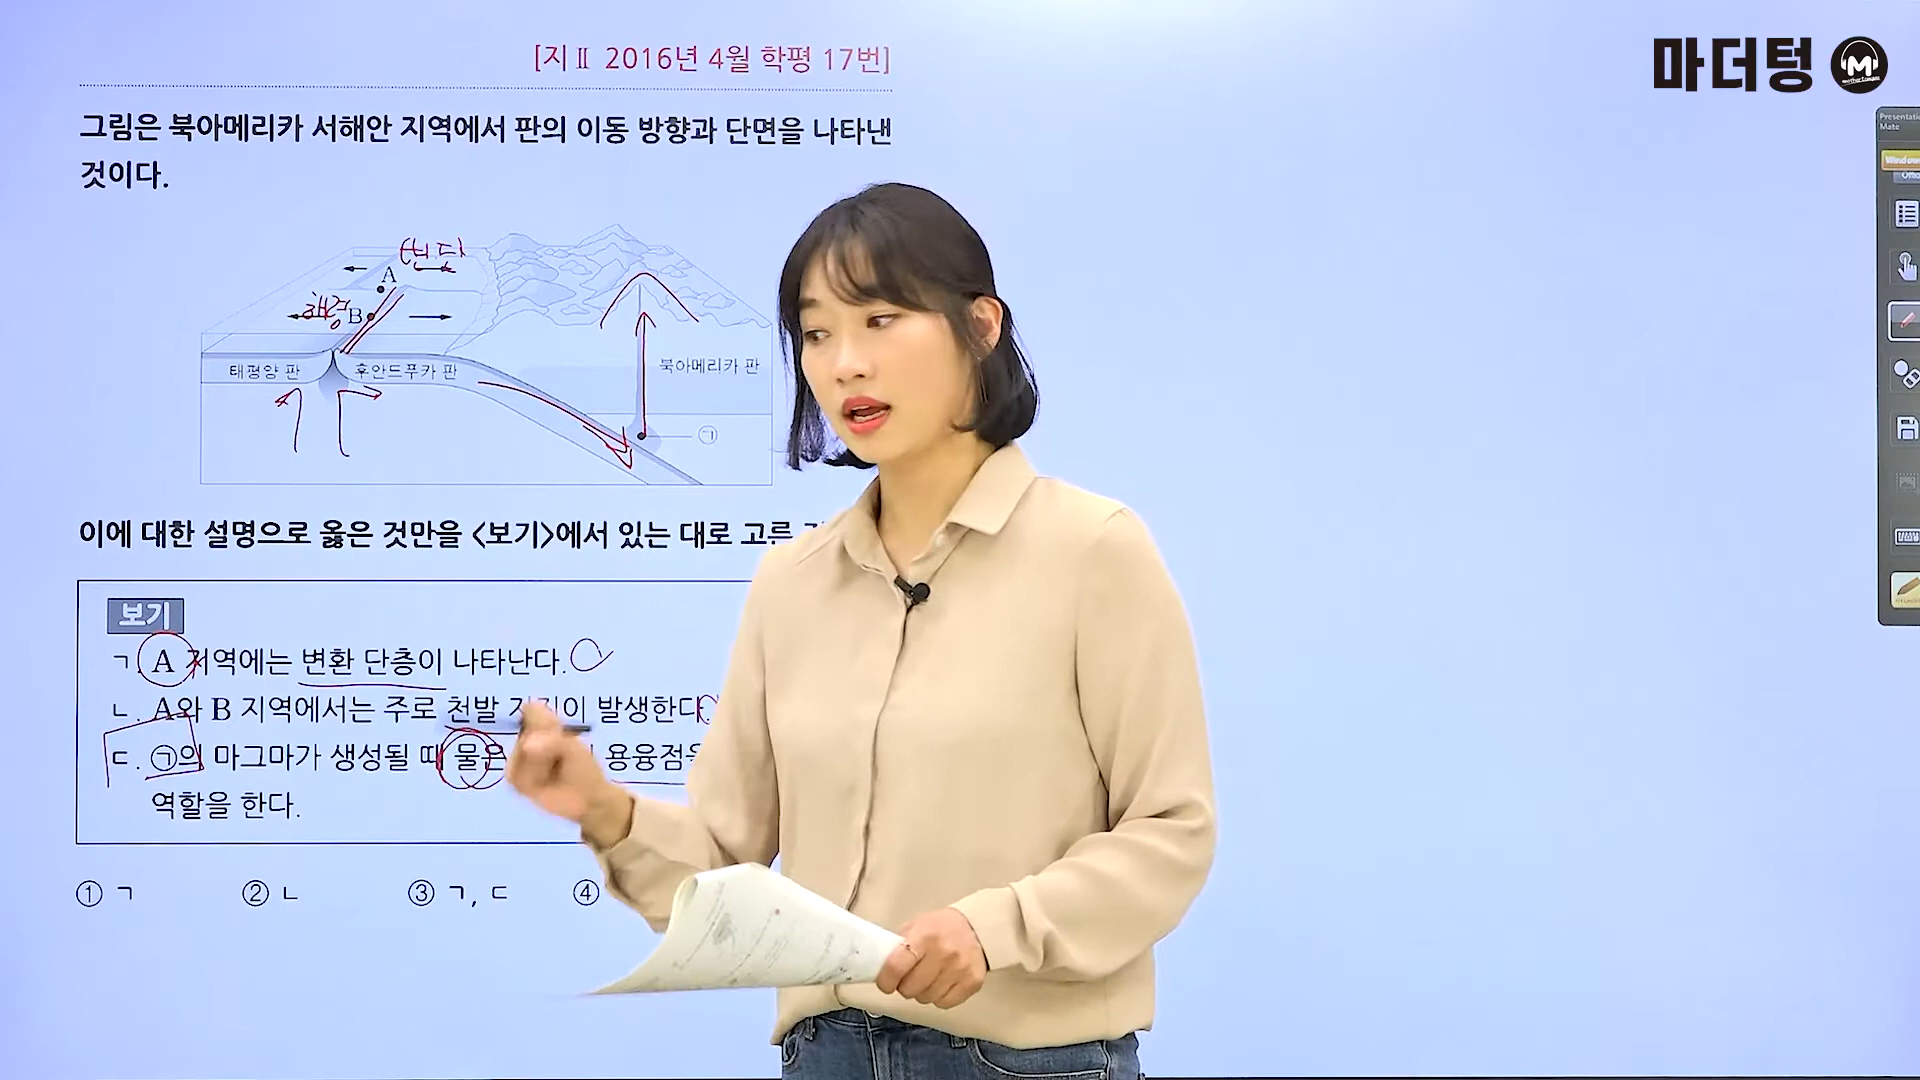 마더텅
M
[지Ⅱ 2016년 4월 학평 17번]
Presentation
Mate
그림은 북아메리카 서해안 지역에서 판의 이동 방향과 단면을 나타낸
것이다.
변환
A
해령
B
태평양 판
후안드푸카 판
북아메리카 판
㉠
이에 대한 설명으로 옳은 것만을 <보기>에서 있는 대로 고른
보기
ㄱ. A 지역에는 변환 단층이 나타난다.
ㄴ. A와 B 지역에서는 주로 천발 지진이 발생한다.
ㄷ. ㉠의 마그마가 생성될 때 물은 용융점을
역할을 한다.
① ㄱ ② ㄴ ③ ㄱ, ㄷ ④